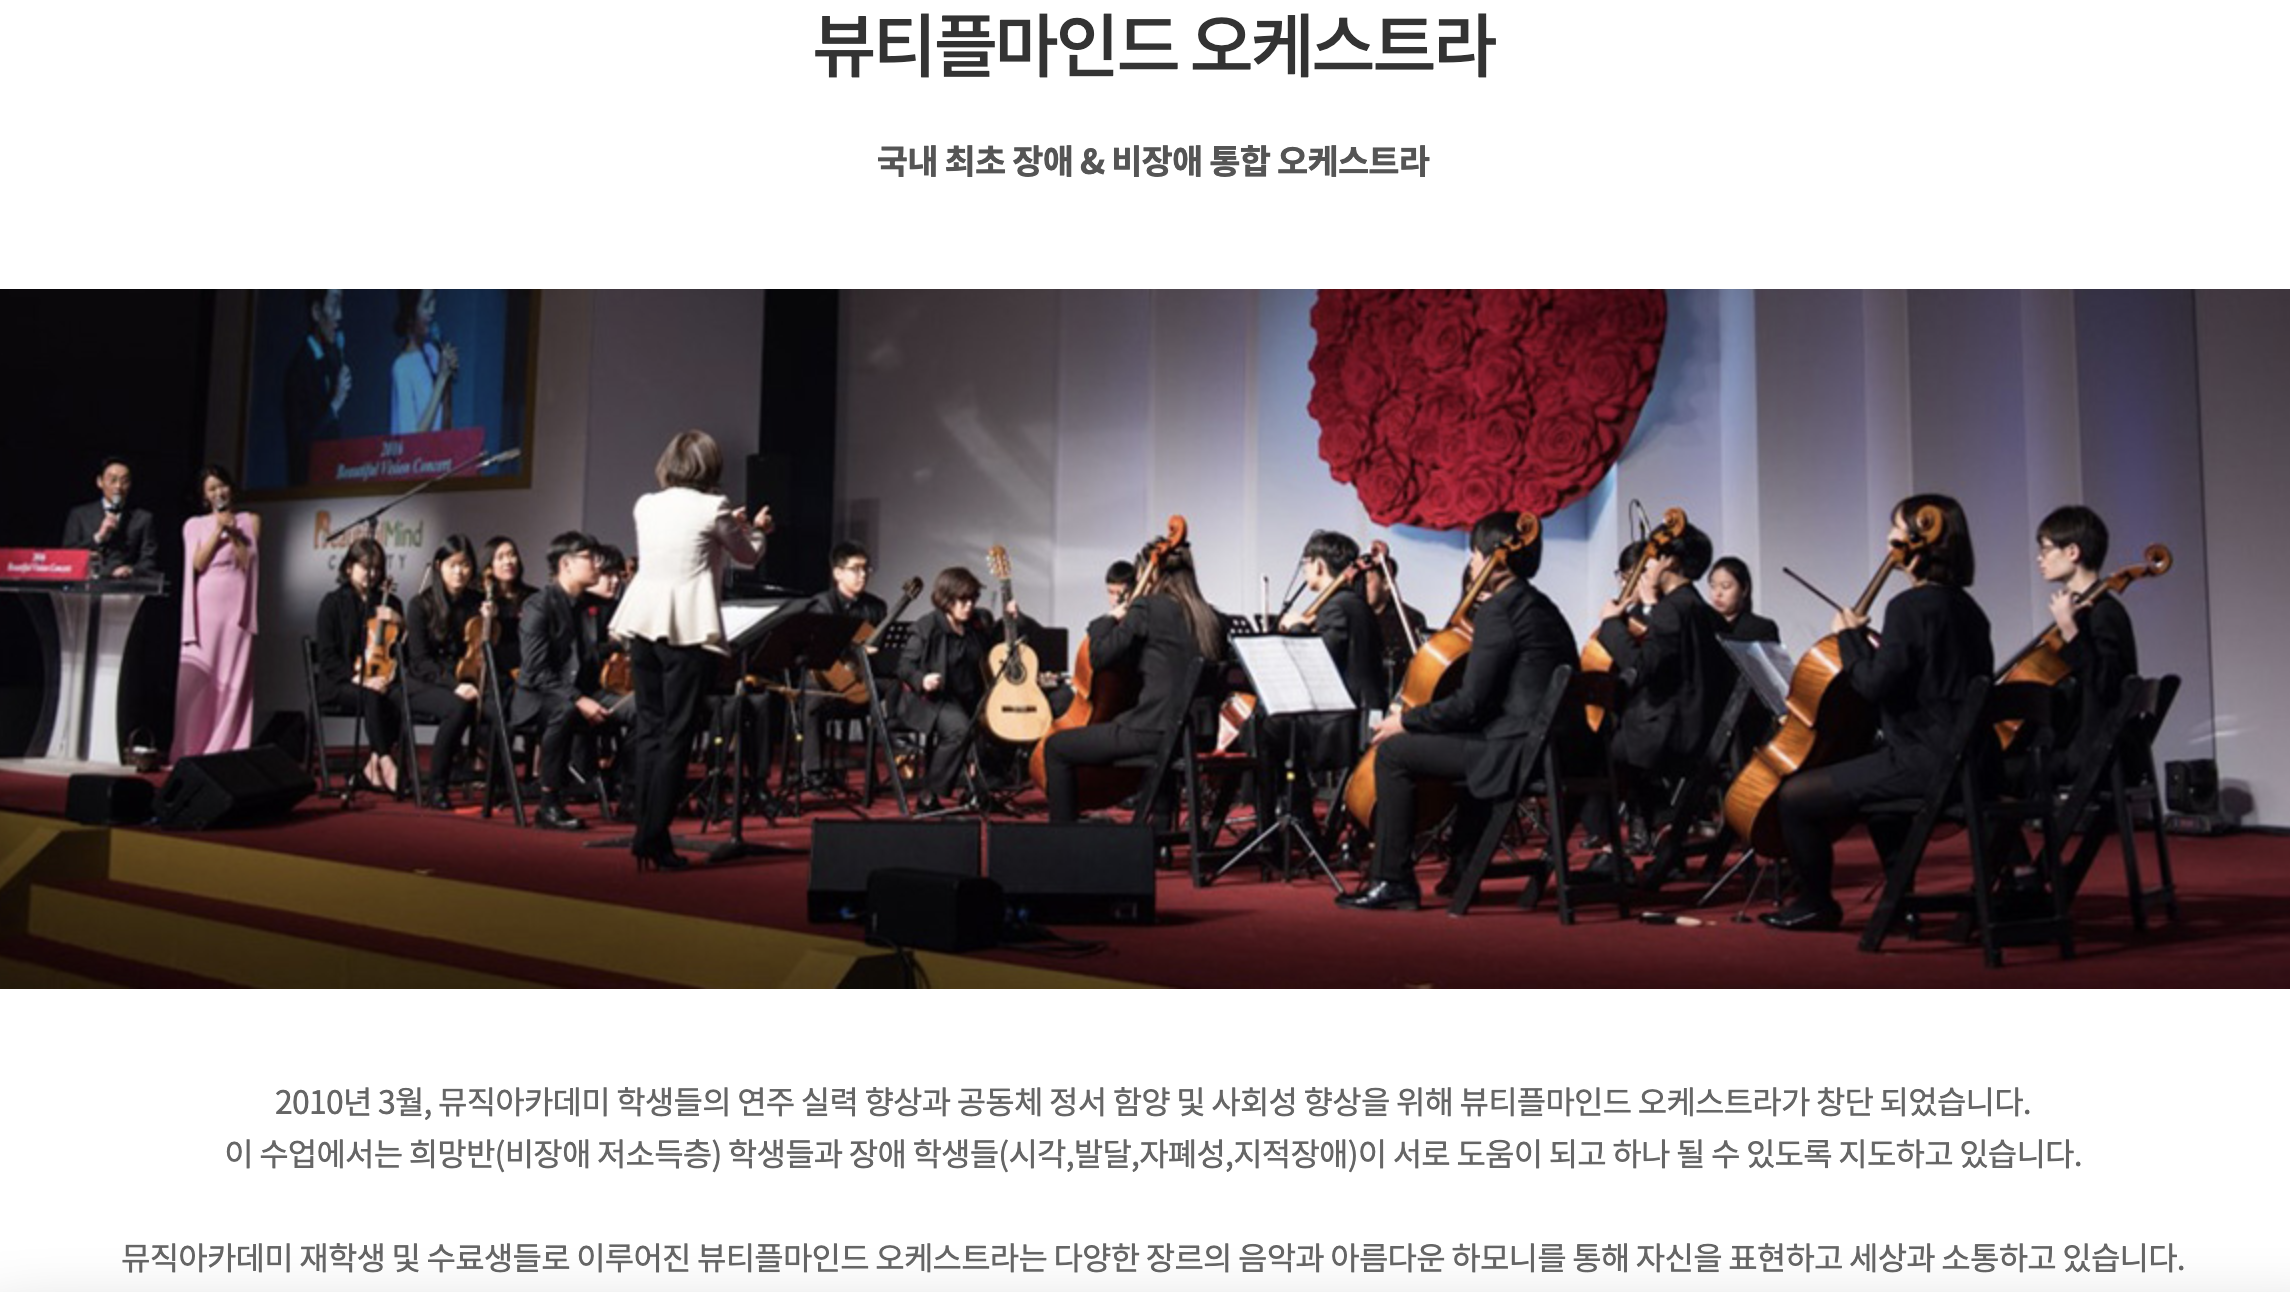 뷰티플마인드 오케스트라
국내 최초 장애 & 비장애 통합 오케스트라
2016
Beautiful Vision Concert
Mind
2016
Beautiful Vision Concert
2010년 3월, 뮤직아카데미 학생들의 연주 실력 향상과 공동체 정서 함양 및 사회성 향상을 위해 뷰티플마인드 오케스트라가 창단 되었습니다.
이 수업에서는 희망반(비장애 저소득층) 학생들과 장애 학생들(시각,발달,자폐성,지적장애)이 서로 도움이 되고 하나 될 수 있도록 지도하고 있습니다.
뮤직아카데미 재학생 및 수료생들로 이루어진 뷰티플마인드 오케스트라는 다양한 장르의 음악과 아름다운 하모니를 통해 자신을 표현하고 세상과 소통하고 있습니다.